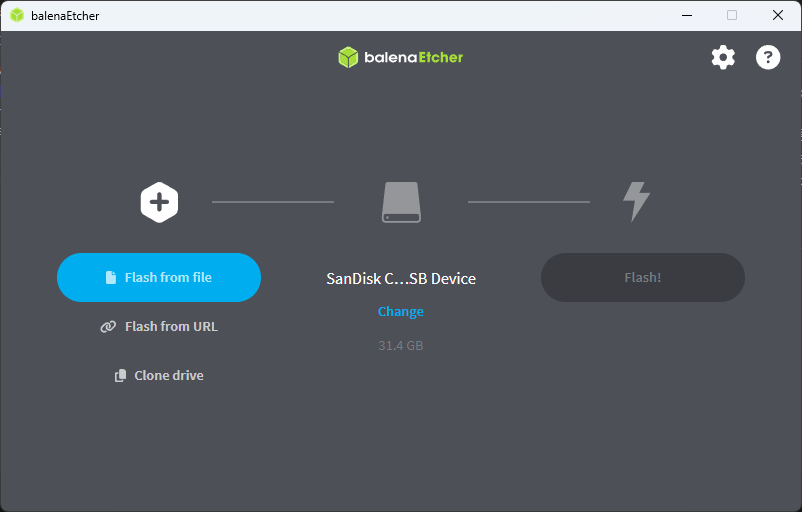 balenaEtcher
balenaEtcher
?
Flash from file
Flash from URL
Clone drive
SanDisk C...SB Device
Change
31.4 GB
Flash!